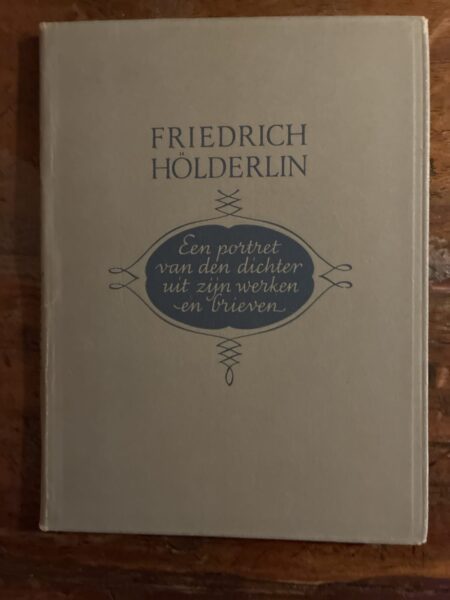 FRIEDRICH
HÖLDERLIN
Een portret
van den dichter
uit zijn werken
en brieven